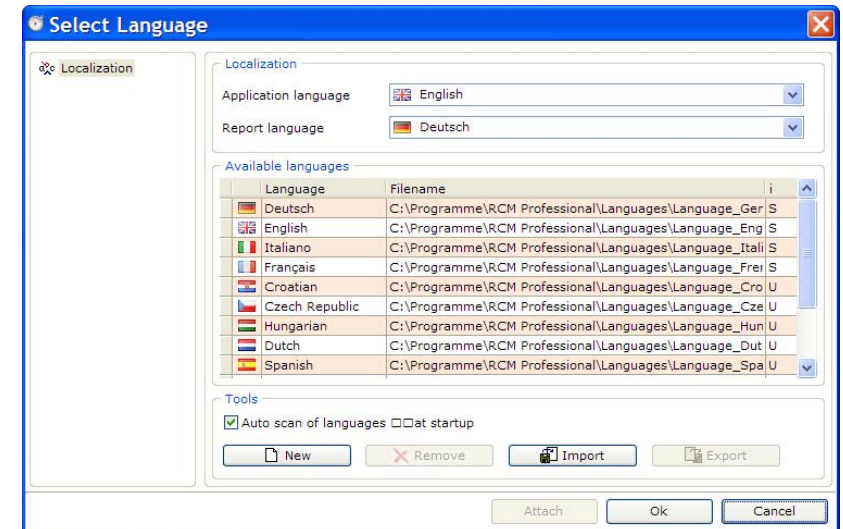 Select Language
Localization
Localization
Application language English
Report language Deutsch
Available languages
Language Filename i
Deutsch C:\Programme\RCM Professional\Languages\Language_Ger S
English C:\Programme\RCM Professional\Languages\Language_Eng S
Italiano C:\Programme\RCM Professional\Languages\Language_Itali S
Français C:\Programme\RCM Professional\Languages\Language_Frer S
Croatian C:\Programme\RCM Professional\Languages\Language_Cro U
Czech Republic C:\Programme\RCM Professional\Languages\Language_Cze U
Hungarian C:\Programme\RCM Professional\Languages\Language_Hun U
Dutch C:\Programme\RCM Professional\Languages\Language_Dut U
Spanish C:\Programme\RCM Professional\Languages\Language_Spa U
Tools
Auto scan of languages □□at startup
New Remove Import Export
Attach Ok Cancel